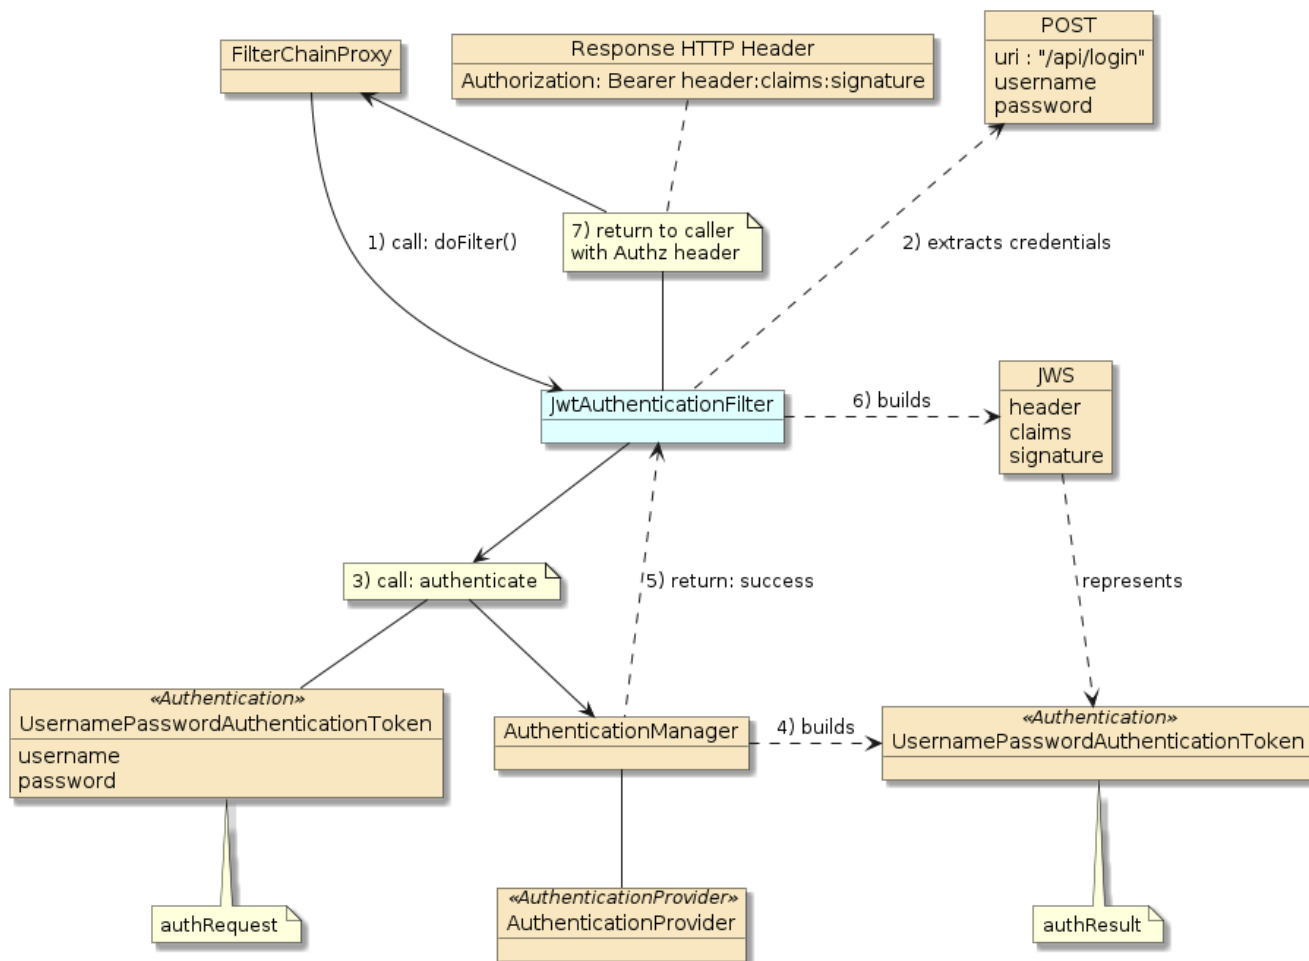 POST
uri : "/api/login"
username
password
FilterChainProxy
Response HTTP Header
Authorization: Bearer header:claims:signature
1) call: doFilter()
7) return to caller
with Authz header
2) extracts credentials
JwtAuthenticationFilter
6) builds
JWS
header
claims
signature
3) call: authenticate
5) return: success
represents
«Authentication»
UsernamePasswordAuthenticationToken
username
password
AuthenticationManager
4) builds
«Authentication»
UsernamePasswordAuthenticationToken
authRequest
«AuthenticationProvider»
AuthenticationProvider
authResult